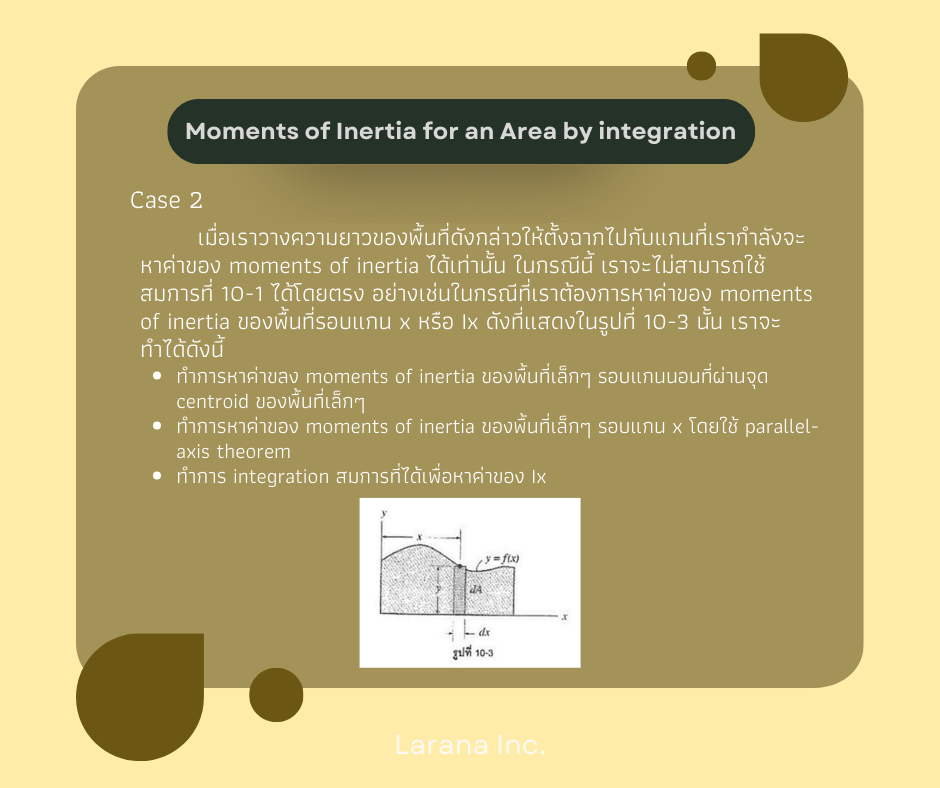 Moments of Inertia for an Area by integration
Case 2
เมื่อเราวางความยาวของพื้นที่ดังกล่าวให้ตั้งฉากไปกับแกนที่เรากำลังจะ
หาค่าของ moments of inertia ได้เท่านั้น ในกรณีนี้ เราจะไม่สามารถใช้
สมการที่ 10-1 ได้โดยตรง อย่างเช่นในกรณีที่เราต้องการหาค่าของ moments
of inertia ของพื้นที่รอบแกน x หรือ Ix ดังที่แสดงในรูปที่ 10-3 นั้น เราจะ
ทำได้ดังนี้
• ทำการหาค่าขลง moments of inertia ของพื้นที่เล็กๆ รอบแกนนอนที่ผ่านจุด
centroid ของพื้นที่เล็กๆ
• ทำการหาค่าของ moments of inertia ของพื้นที่เล็กๆ รอบแกน x โดยใช้ parallel-
axis theorem
• ทำการ integration สมการที่ได้เพื่อหาค่าของ Ix
y
x
y = f(x)
y
dA
x
dx
รูปที่ 10-3
Larana Inc.